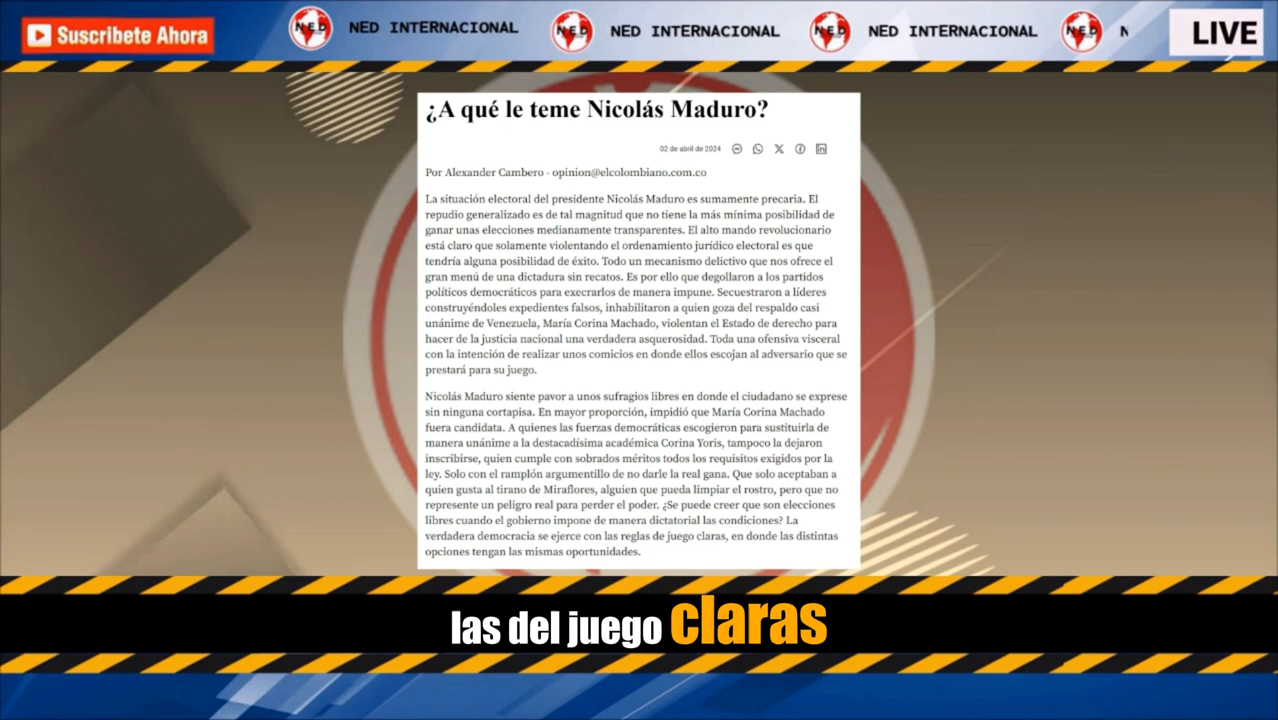 Suscribete Ahora
NED
NED INTERNACIONAL
NED
NED INTERNACIONAL
NED
NED INTERNACIONAL
NED
N
LIVE
¿A qué le teme Nicolás Maduro?
02 de abril de 2024
Por Alexander Cambero - opinion@elcolombiano.com.co
La situación electoral del presidente Nicolás Maduro es sumamente precaria. El
repudio generalizado es de tal magnitud que no tiene la más mínima posibilidad de
ganar unas elecciones medianamente transparentes. El alto mando revolucionario
está claro que solamente violentando el ordenamiento jurídico electoral es que
tendría alguna posibilidad de éxito. Todo un mecanismo delictivo que nos ofrece el
gran menú de una dictadura sin recatos. Es por ello que degollaron a los partidos
políticos democráticos para execrarlos de manera impune. Secuestraron a líderes
construyéndoles expedientes falsos, inhabilitaron a quien goza del respaldo casi
unánime de Venezuela, María Corina Machado, violentan el Estado de derecho para
hacer de la justicia nacional una verdadera asquerosidad. Toda una ofensiva visceral
con la intención de realizar unos comicios en donde ellos escojan al adversario que se
prestará para su juego.
Nicolás Maduro siente pavor a unos sufragios libres en donde el ciudadano se exprese
sin ninguna cortapisa. En mayor proporción, impidió que María Corina Machado
fuera candidata. A quienes las fuerzas democráticas escogieron para sustituirla de
manera unánime a la destacadísima académica Corina Yoris, tampoco la dejaron
inscribirse, quien cumple con sobrados méritos todos los requisitos exigidos por la
ley. Solo con el ramplón argumentillo de no darle la real gana. Que solo aceptaban a
quien gusta al tirano de Miraflores, alguien que pueda limpiar el rostro, pero que no
represente un peligro real para perder el poder. ¿Se puede creer que son elecciones
libres cuando el gobierno impone de manera dictatorial las condiciones? La
verdadera democracia se ejerce con las reglas de juego claras, en donde las distintas
opciones tengan las mismas oportunidades.
las del juego claras